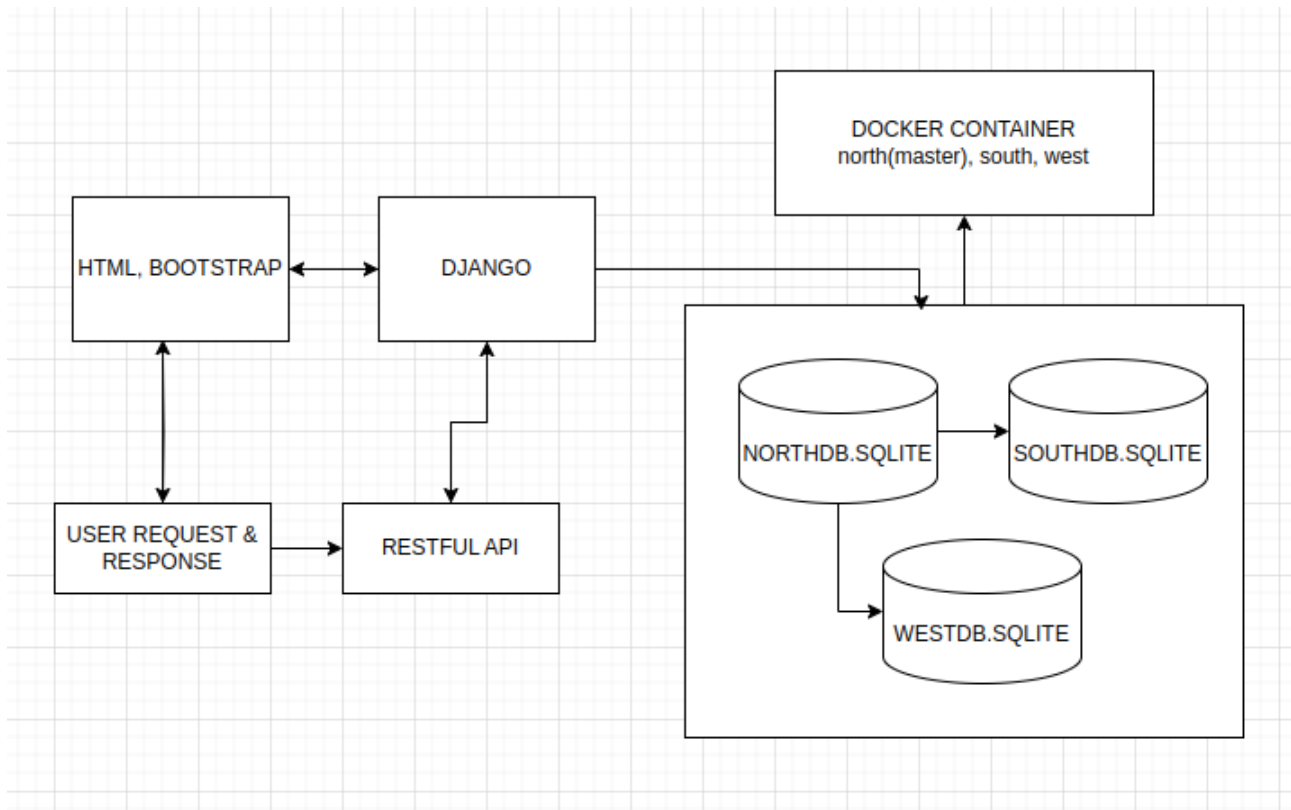 DOCKER CONTAINER
north(master), south, west
HTML, BOOTSTRAP
DJANGO
NORTHDB.SQLITE
SOUTHDB.SQLITE
USER REQUEST &
RESPONSE
RESTFUL API
WESTDB.SQLITE